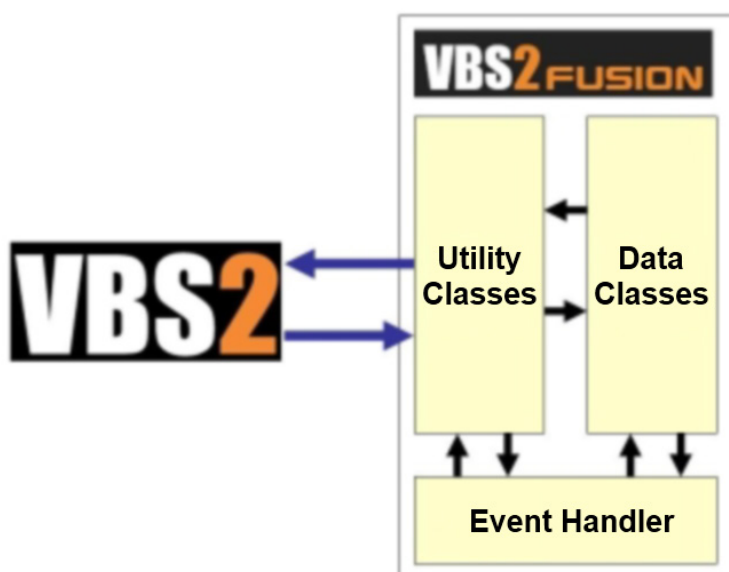 VBS2FUSION
Utility
Classes
Data
Classes
VBS2
Event Handler